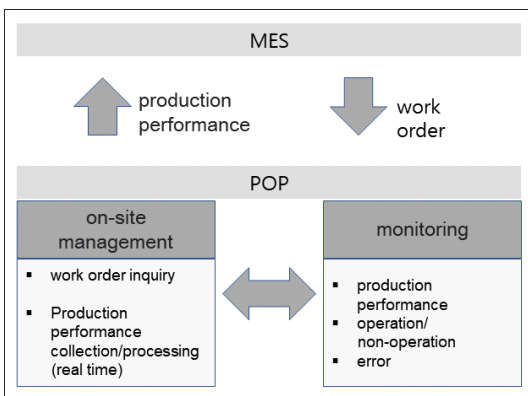 MES
production
performance
work
order
POP
on-site
management
▪ work order inquiry
▪ Production
performance
collection/processing
(real time)
monitoring
▪ production
performance
▪ operation/
non-operation
▪ error